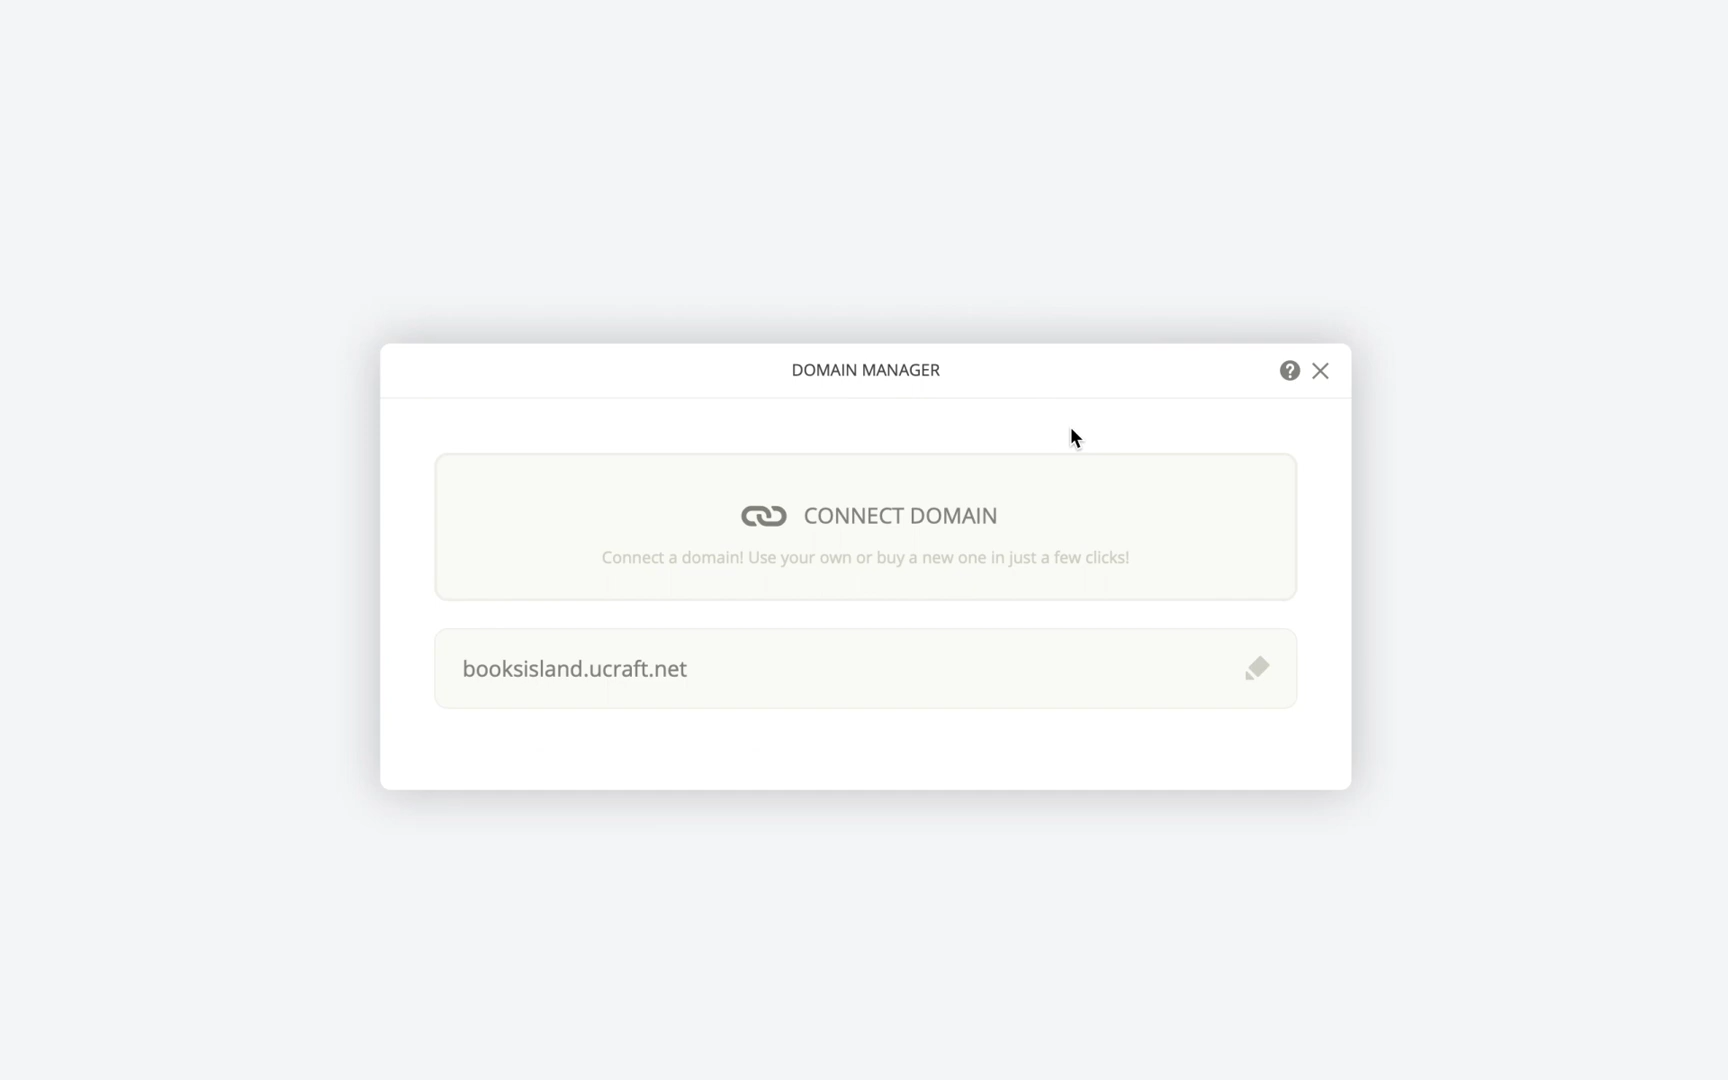 DOMAIN MANAGER
CONNECT DOMAIN
Connect a domain! Use your own or buy a new one in just a few clicks!
booksisland.ucraft.net